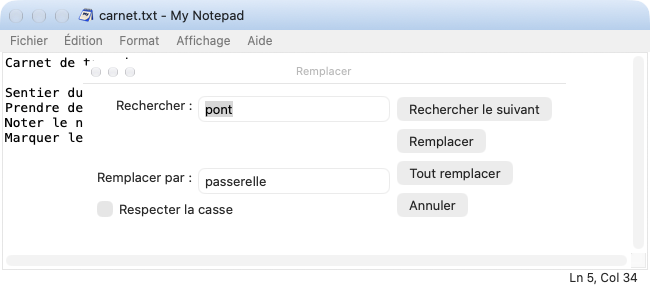 carnet.txt - My Notepad
Fichier Édition Format Affichage Aide
Carnet de
Remplacer
Sentier du
Prendre de
Noter le n
Marquer le
Rechercher : pont
Rechercher le suivant
Remplacer
Remplacer par : passerelle
Tout remplacer
Respecter la casse
Annuler
Ln 5, Col 34